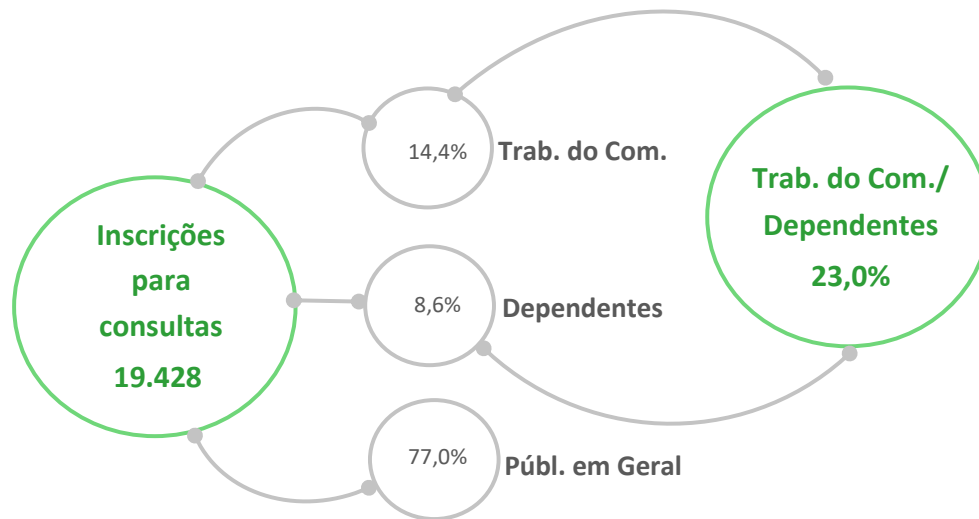 Inscrições
para
consultas
19.428
14,4%
Trab. do Com.
8,6%
Dependentes
77,0%
Públ. em Geral
Trab. do Com./
Dependentes
23,0%